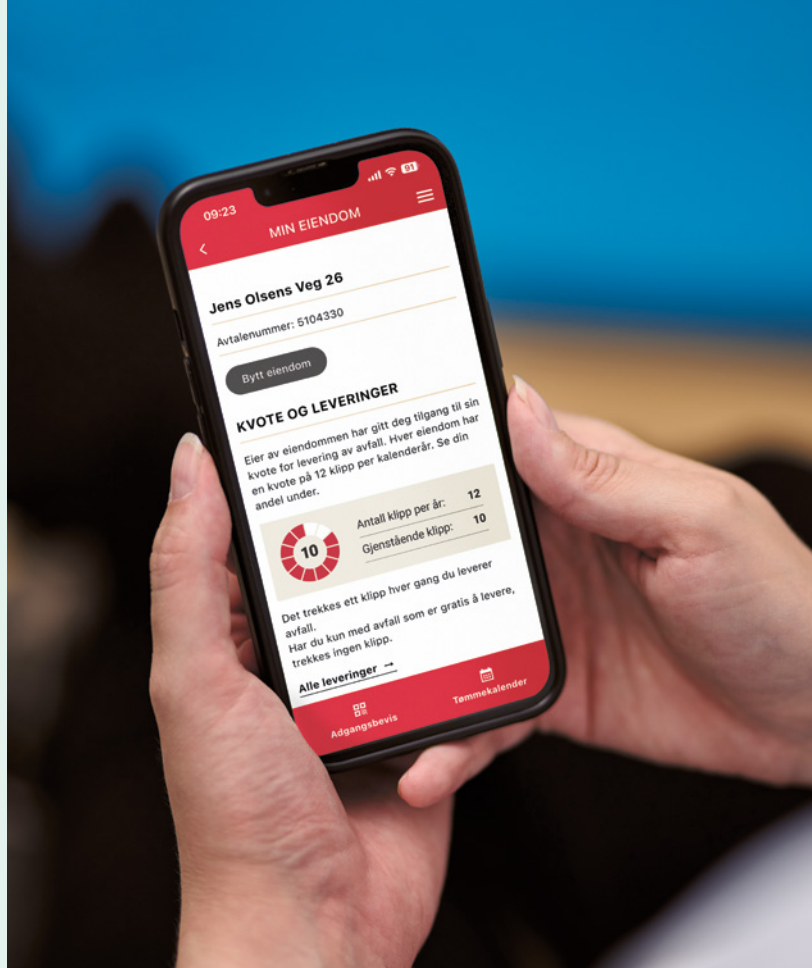 09:23
91
MIN EIENDOM
Jens Olsens Veg 26
Avtalenummer: 5104330
Bytt eiendom
KVOTE OG LEVERINGER
Eier av eiendommen har gitt deg tilgang til sin
kvote for levering av avfall. Hver eiendom har
en kvote på 12 klipp per kalenderår. Se din
andel under.
10
Antall klipp per år: 12
Gjenstående klipp: 10
Det trekkes ett klipp hver gang du leverer
avfall.
Har du kun med avfall som er gratis å levere,
trekkes ingen klipp.
Alle leveringer →
Adgangsbevis
Tømmekalender